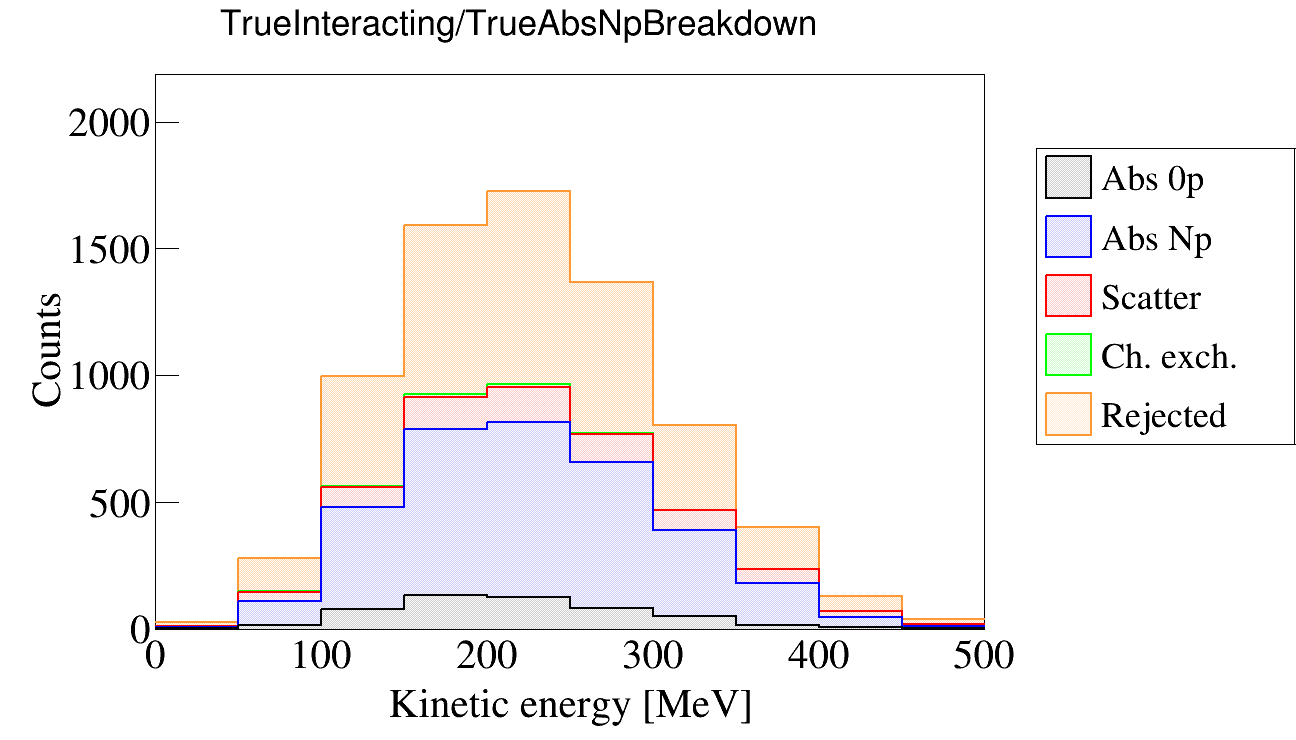 TrueInteracting/TrueAbsNpBreakdown
2000
1500
1000
500
0
Counts
0 100 200 300 400 500
Kinetic energy [MeV]
Abs 0p
Abs Np
Scatter
Ch. exch.
Rejected